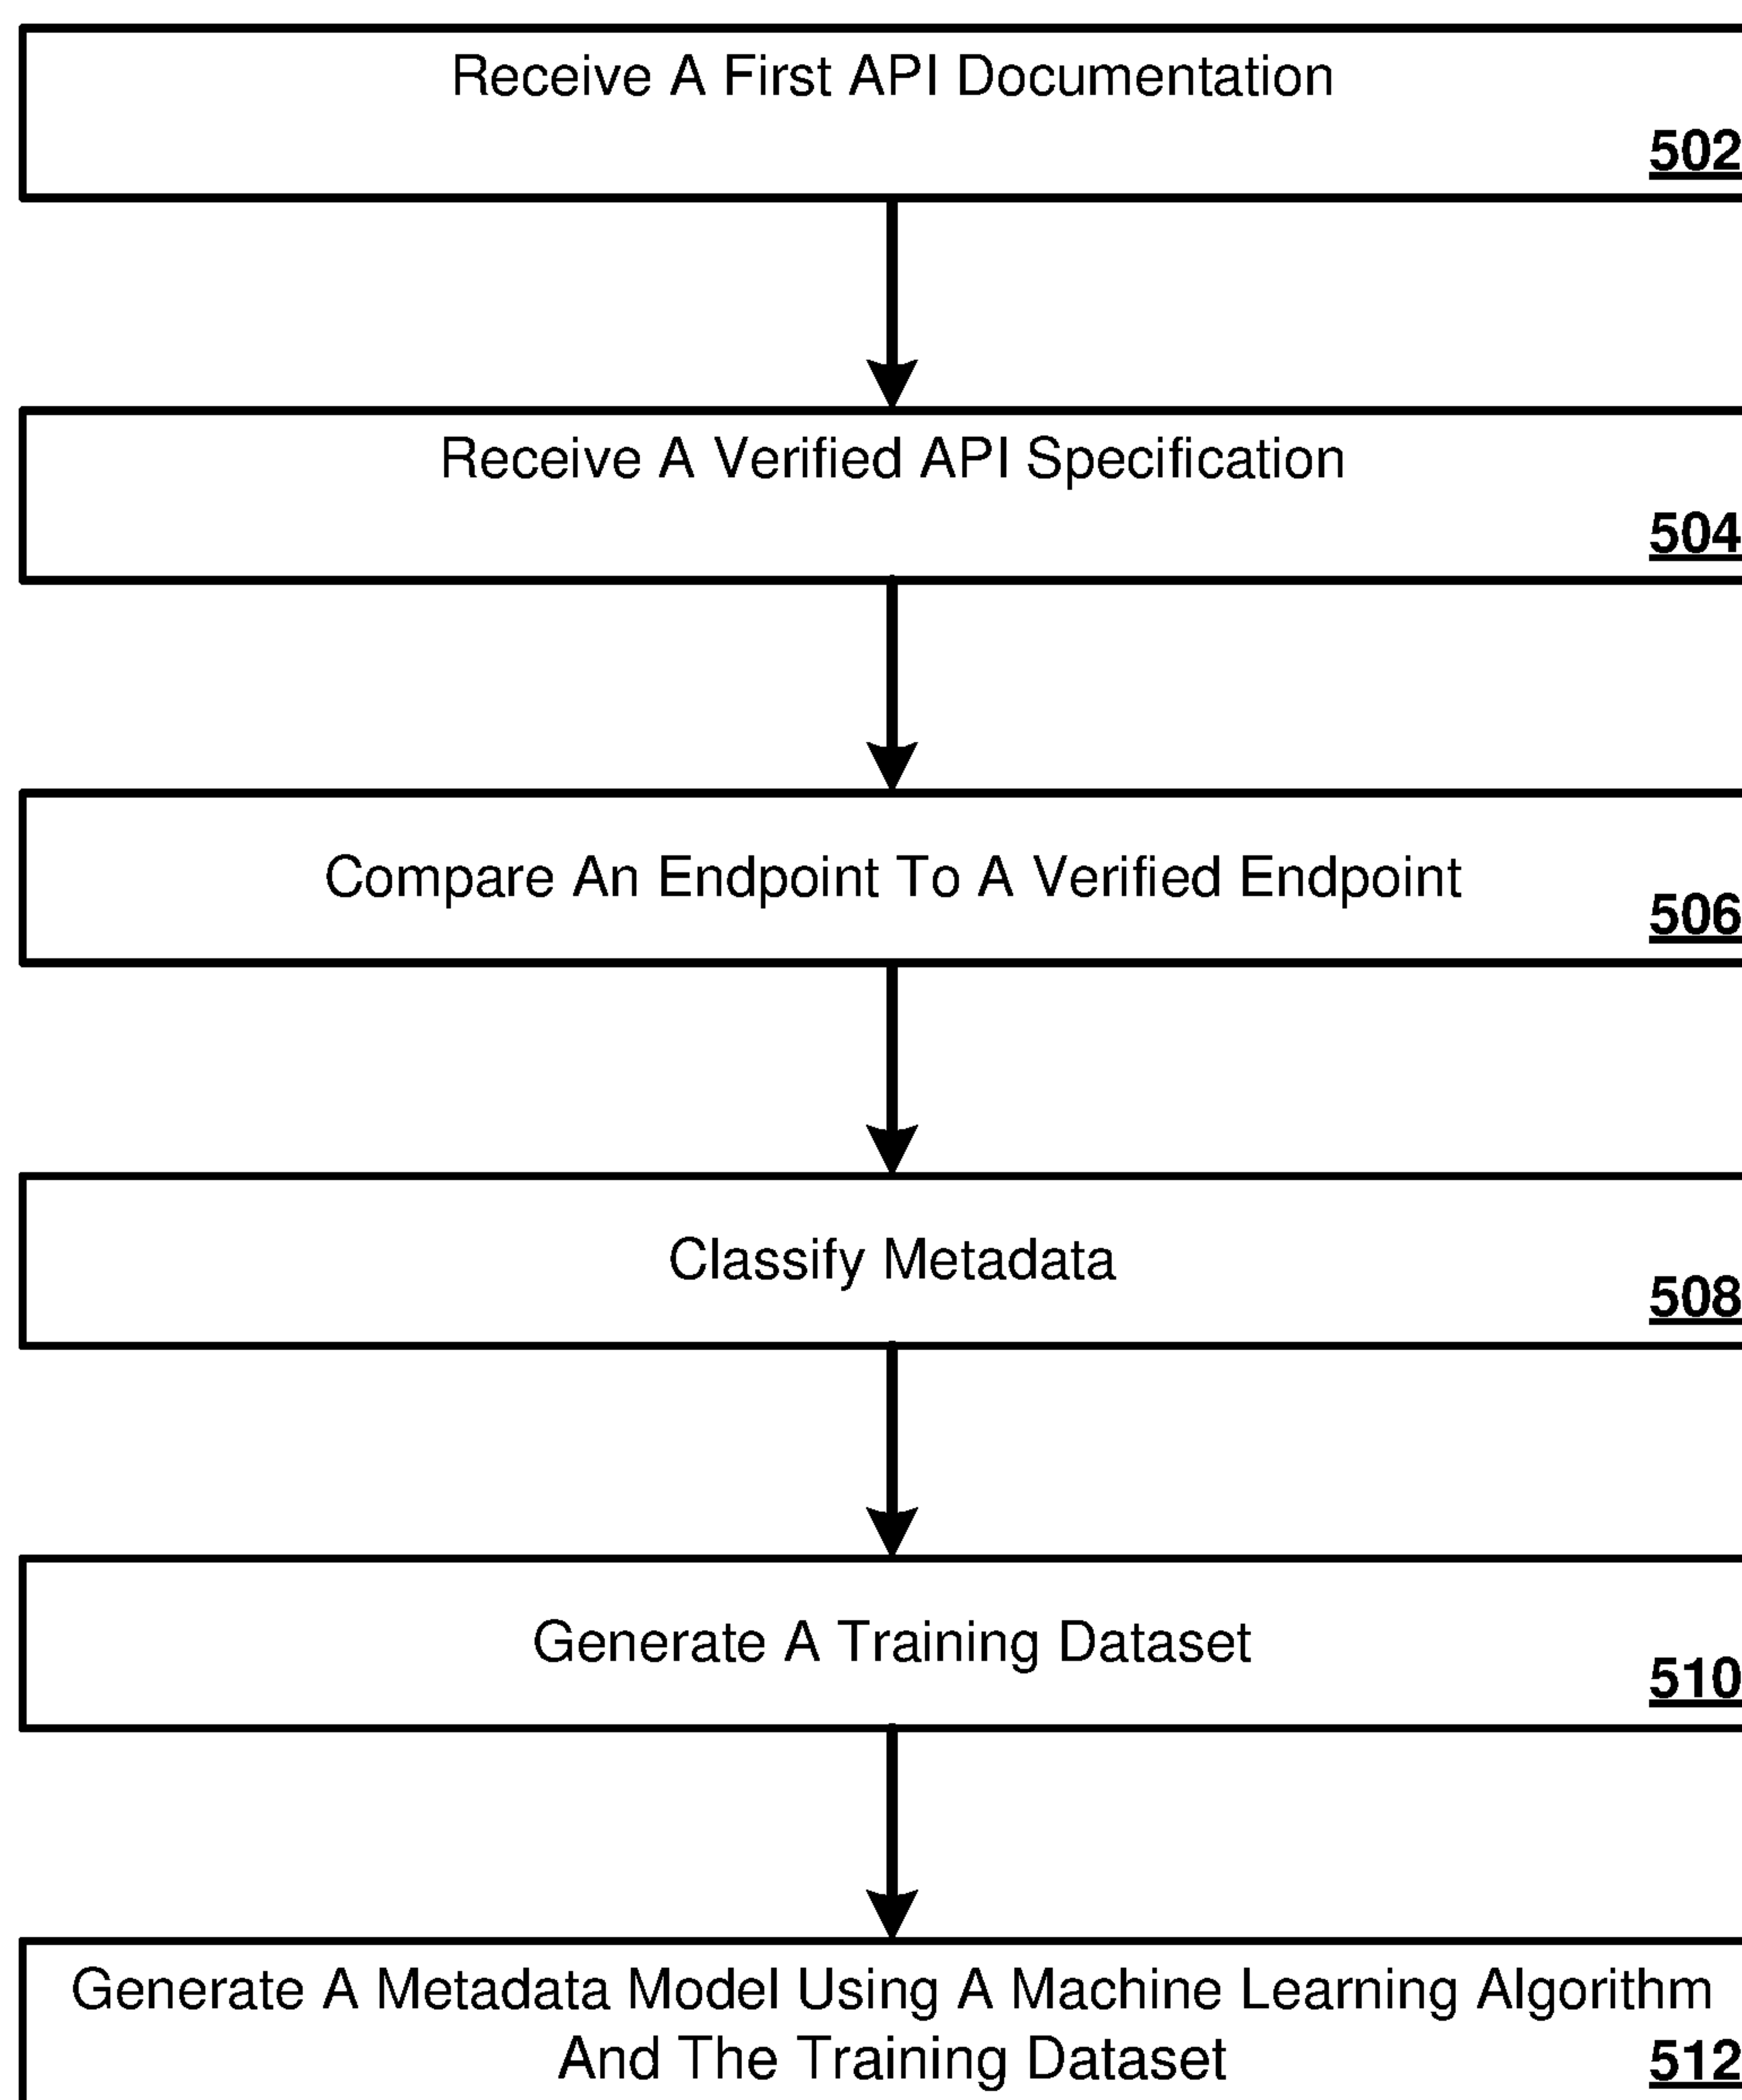 Receive A First API Documentation
502
Receive A Verified API Specification
504
Compare An Endpoint To A Verified Endpoint
506
Classify Metadata
508
Generate A Training Dataset
510
Generate A Metadata Model Using A Machine Learning Algorithm
And The Training Dataset
512